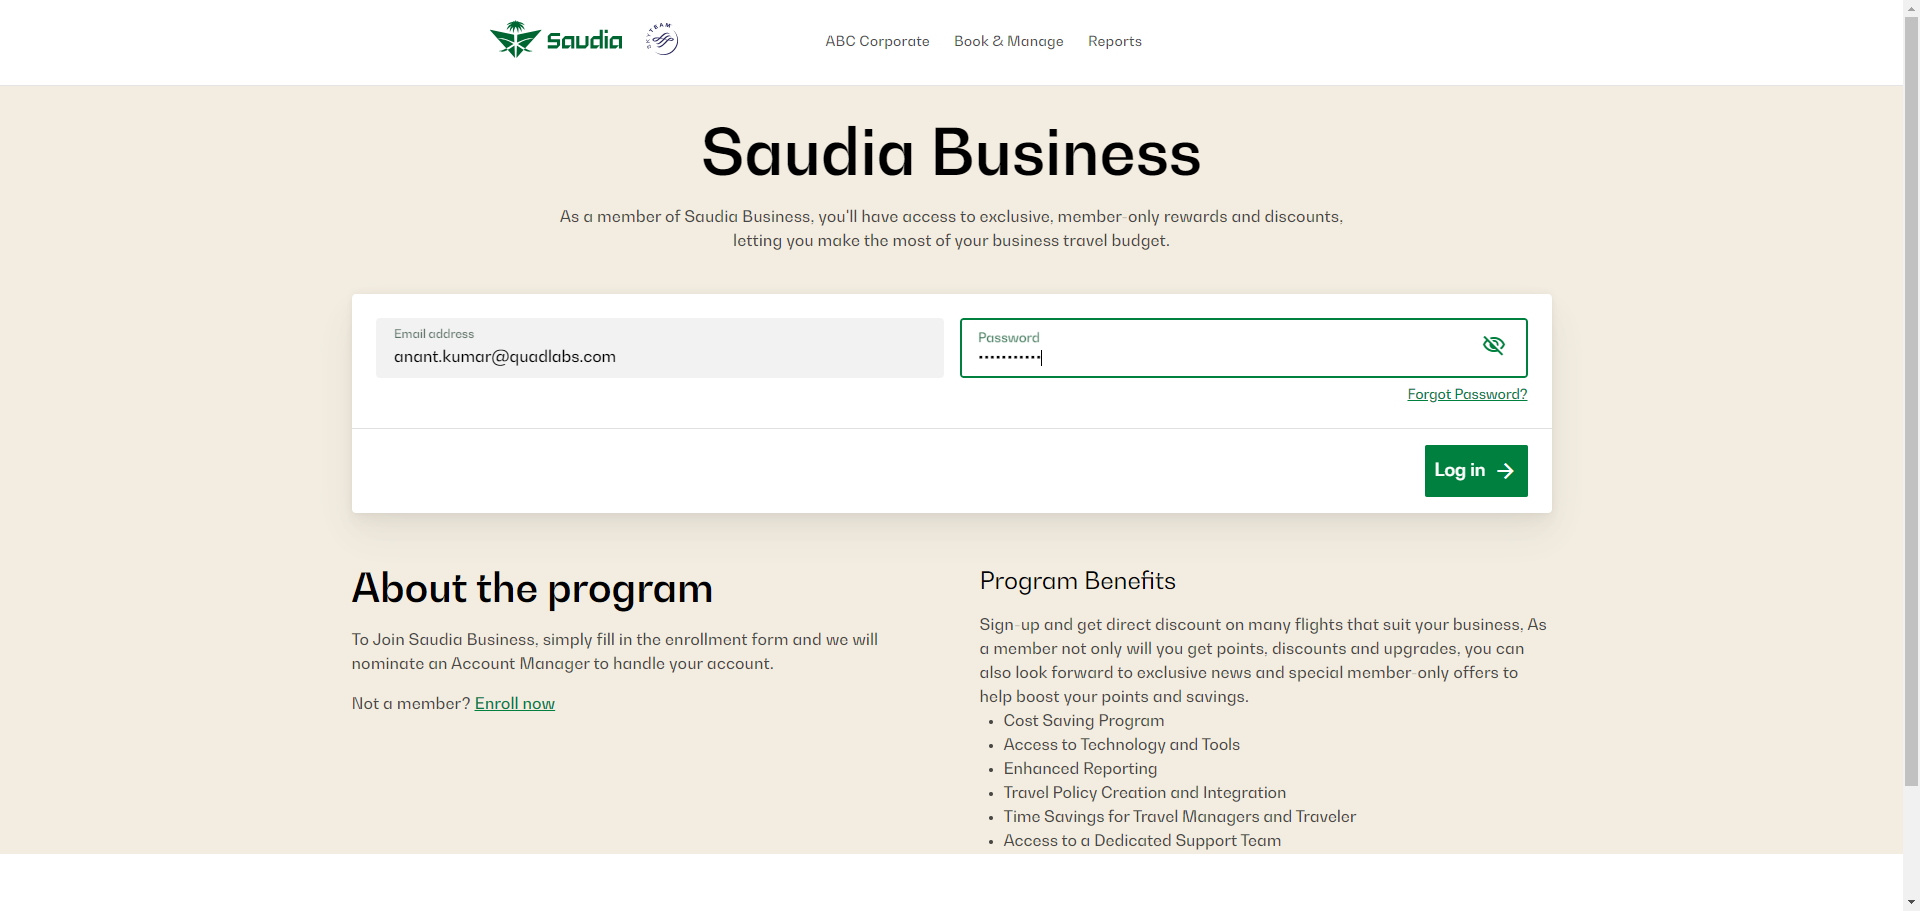 Saudia
SKYTEAM
ABC Corporate
Book & Manage
Reports
Saudia Business
As a member of Saudia Business, you'll have access to exclusive, member-only rewards and discounts,
letting you make the most of your business travel budget.
Email address
anant.kumar@quadlabs.com
Password
Forgot Password?
Log in
About the program
To Join Saudia Business, simply fill in the enrollment form and we will
nominate an Account Manager to handle your account.
Not a member? Enroll now
Program Benefits
Sign-up and get direct discount on many flights that suit your business, As
a member not only will you get points, discounts and upgrades, you can
also look forward to exclusive news and special member-only offers to
help boost your points and savings.
• Cost Saving Program
• Access to Technology and Tools
• Enhanced Reporting
• Travel Policy Creation and Integration
• Time Savings for Travel Managers and Traveler
• Access to a Dedicated Support Team